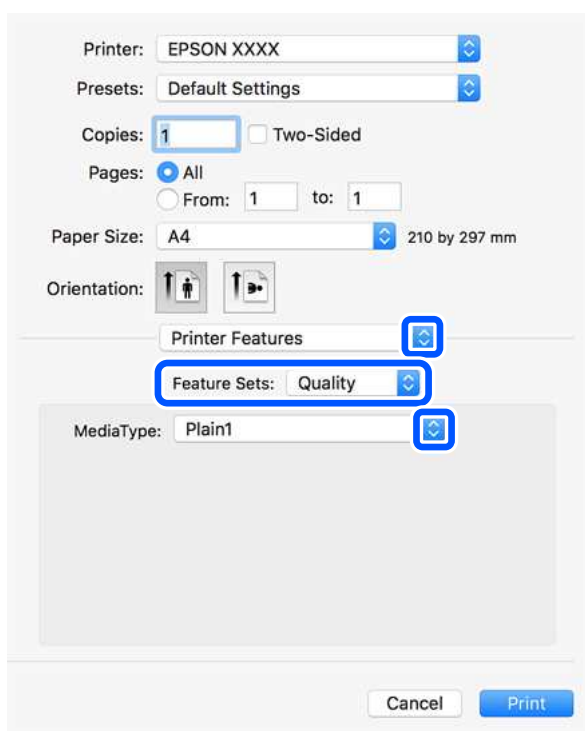 Printer: EPSON XXXX
Presets: Default Settings
Copies: 1 Two-Sided
Pages: All
From: 1 to: 1
Paper Size: A4 210 by 297 mm
Orientation:
Printer Features
Feature Sets: Quality
MediaType: Plain1
Cancel Print